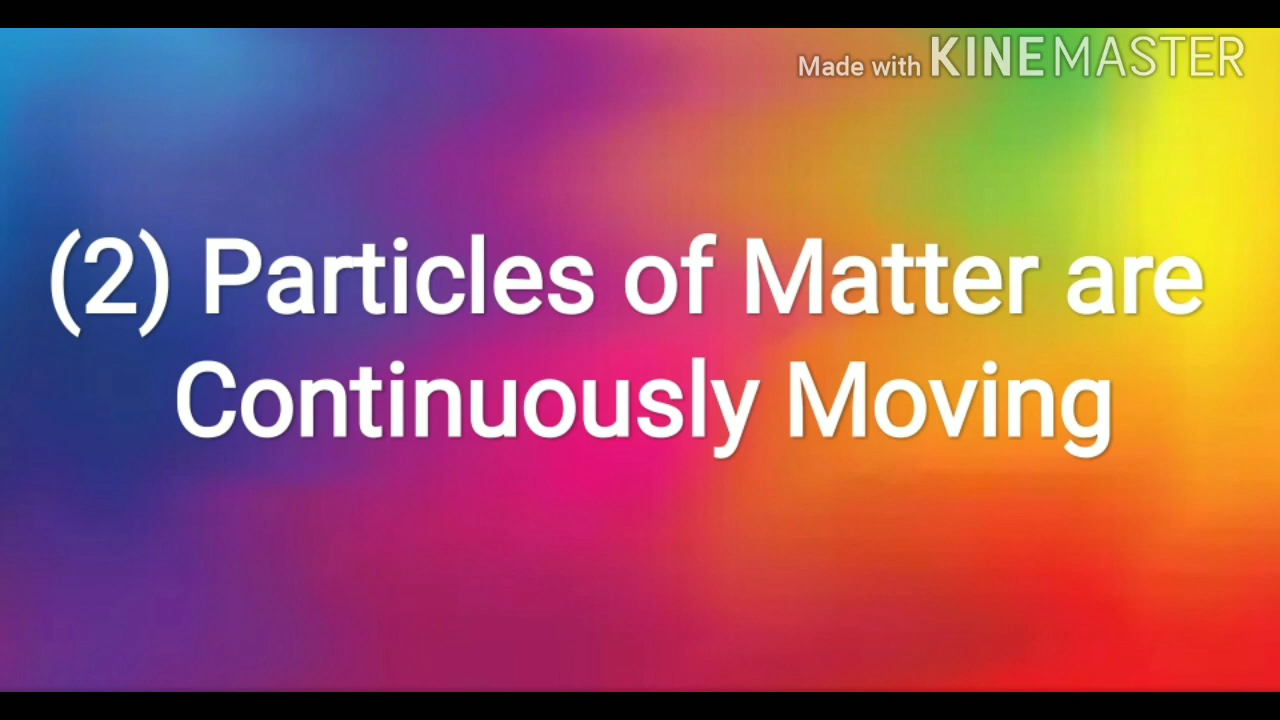 Made with KINEMASTER
(2) Particles of Matter are
Continuously Moving